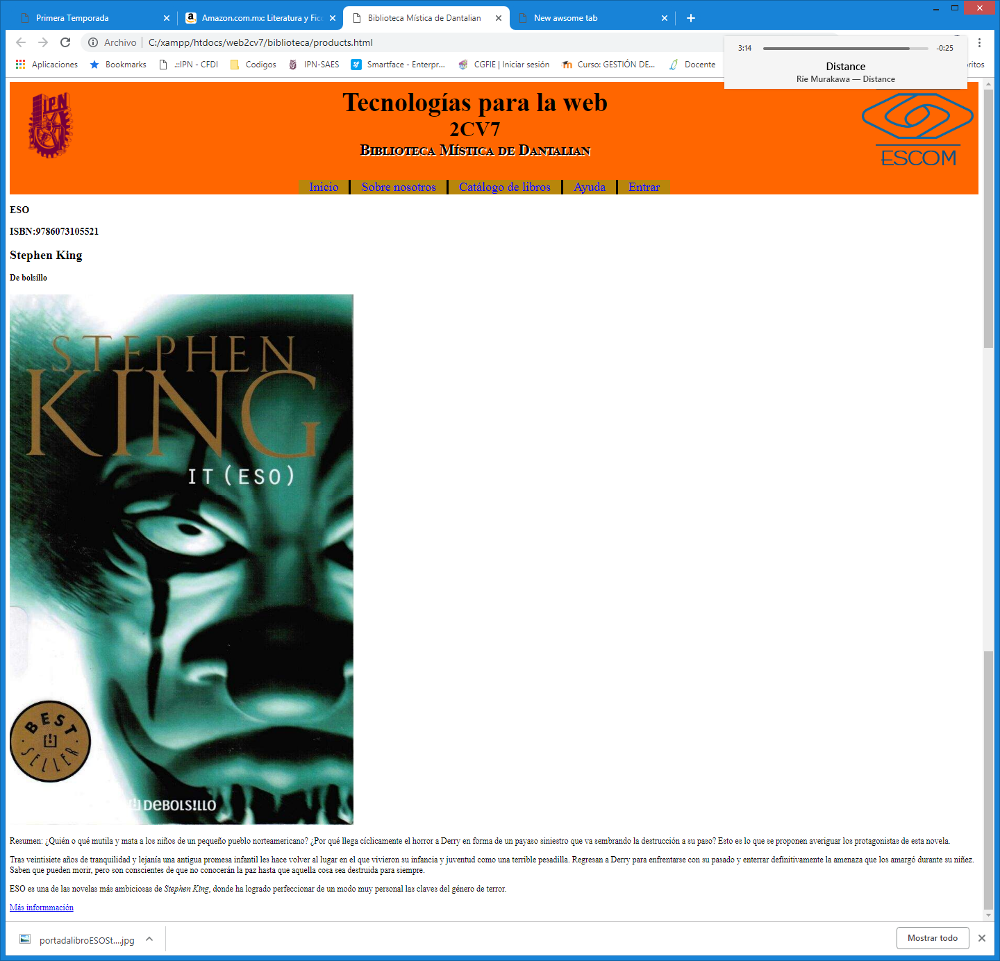 Primera Temporada
Amazon.com.mx: Literatura y Fic
Biblioteca Mística de Dantalian
New awsome tab
Archivo
C:/xampp/htdocs/web2cv7/biblioteca/products.html
3:14
-0:25
Distance
Rie Murakawa — Distance
Aplicaciones
Bookmarks
.::IPN - CFDI
Codigos
IPN-SAES
Smartface - Enterpr...
CGFIE | Iniciar sesión
Curso: GESTIÓN DE...
Docente
IPN
Tecnologías para la web
2CV7
Biblioteca Mística de Dantalian
ESCOM
Inicio
Sobre nosotros
Catálogo de libros
Ayuda
Entrar
ESO
ISBN:9786073105521
Stephen King
De bolsillo
STEPHEN
KING
IT (ESO)
BEST
SELLER
DEBOLS!LLO
Resumen: ¿Quién o qué mutila y mata a los niños de un pequeño pueblo norteamericano? ¿Por qué llega cíclicamente el horror a Derry en forma de un payaso siniestro que va sembrando la destrucción a su paso? Esto es lo que se proponen averiguar los protagonistas de esta novela.
Tras veintisiete años de tranquilidad y lejanía una antigua promesa infantil les hace volver al lugar en el que vivieron su infancia y juventud como una terrible pesadilla. Regresan a Derry para enfrentarse con su pasado y enterrar definitivamente la amenaza que los amargó durante su niñez.
Saben que pueden morir, pero son conscientes de que no conocerán la paz hasta que aquella cosa sea destruida para siempre.
ESO es una de las novelas más ambiciosas de Stephen King, donde ha logrado perfeccionar de un modo muy personal las claves del género de terror.
Más informmación
portadalibroESOSt....jpg
Mostrar todo